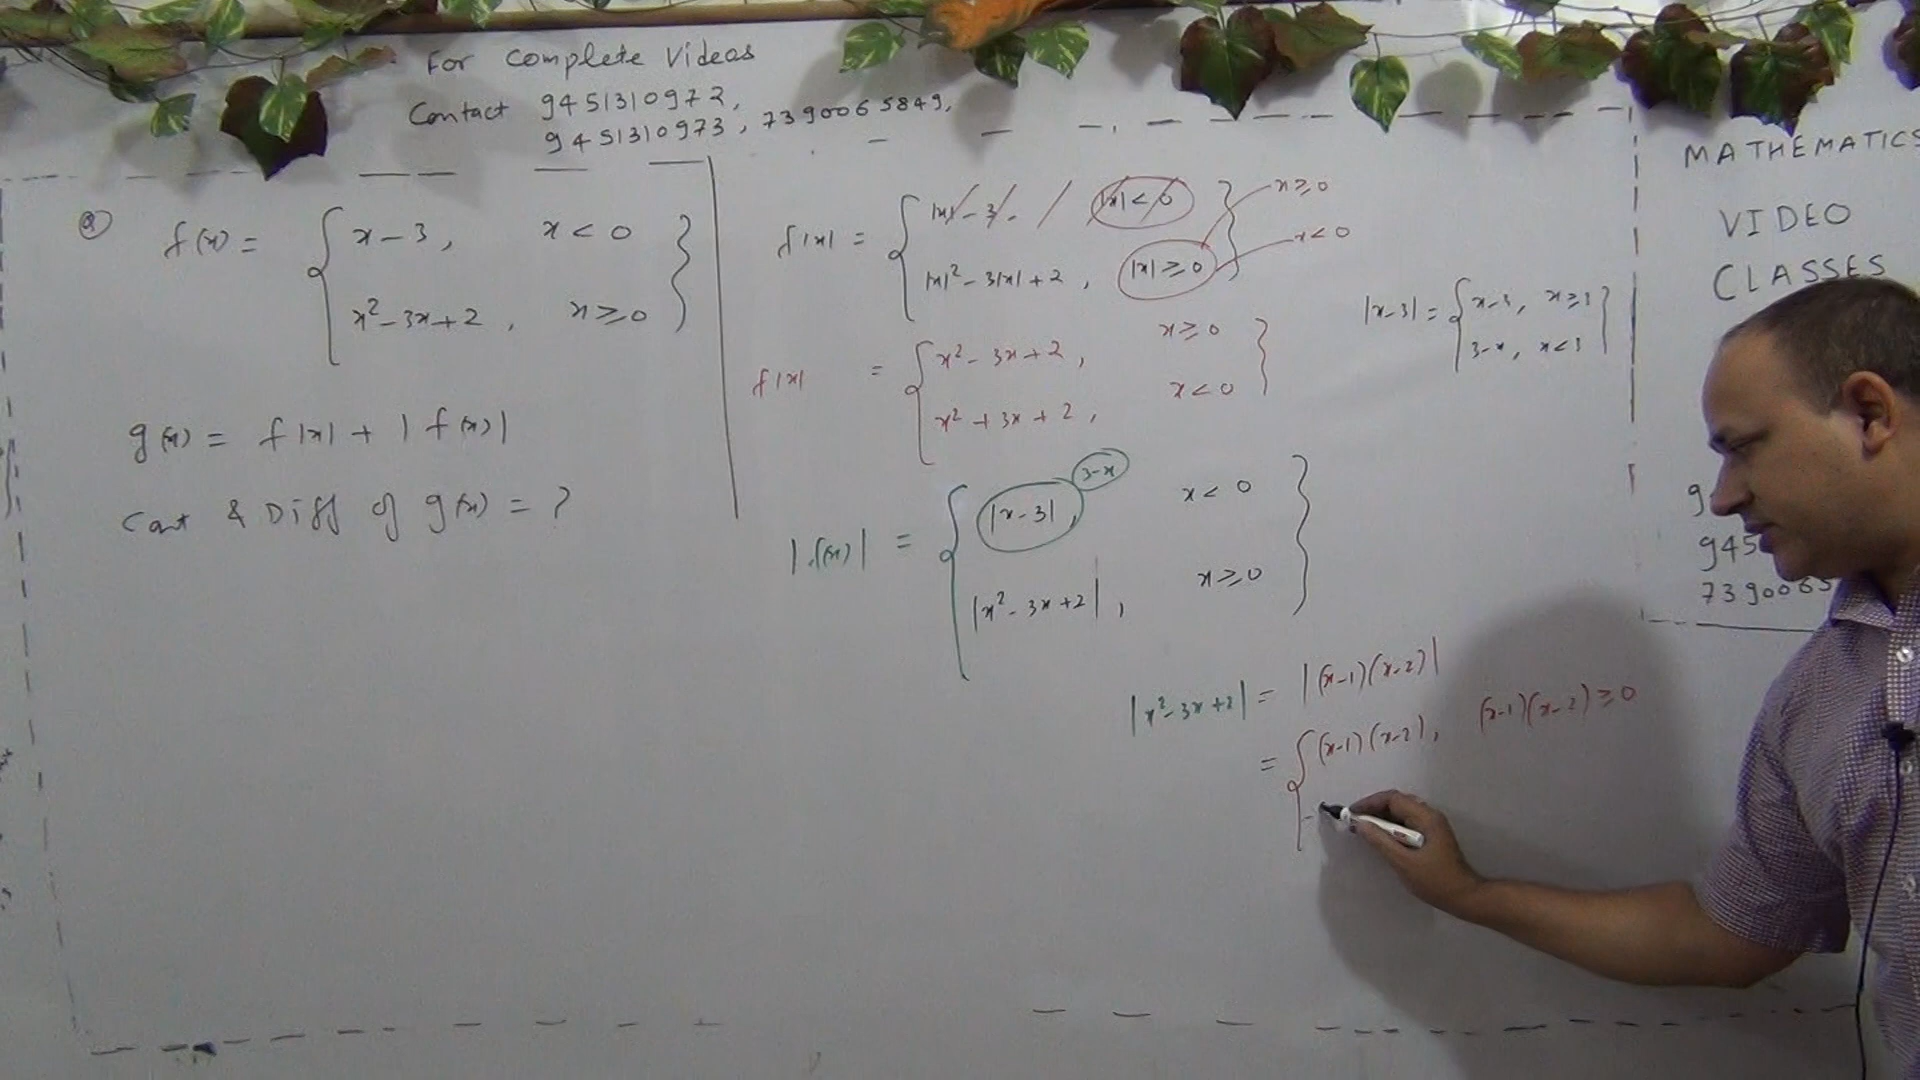 For Complete Videos
Contact 9451310972,
9451310973, 7390065849,
Q f(x) = { x-3, x < 0
x²-3x+2, x ≥ 0 }
g(x) = f|x| + |f(x)|
Cont & Diff of g(x) = ?
f|x| = { |x|-3 - |x|<0
|x|²-3|x|+2, |x|≥0 }
x≥0
x<0
f|x| = { x²-3x+2, x≥0
x²+3x+2, x<0 }
|x-3| = { x-3, x≥3
3-x, x<3 }
3-x
|f(x)| = { |x-3|, x<0
|x²-3x+2|, x≥0 }
|x²-3x+2| = |(x-1)(x-2)|
= { (x-1)(x-2), (x-1)(x-2)≥0
-
MATHEMATICS
VIDEO
CLASSES
9
945
7390065